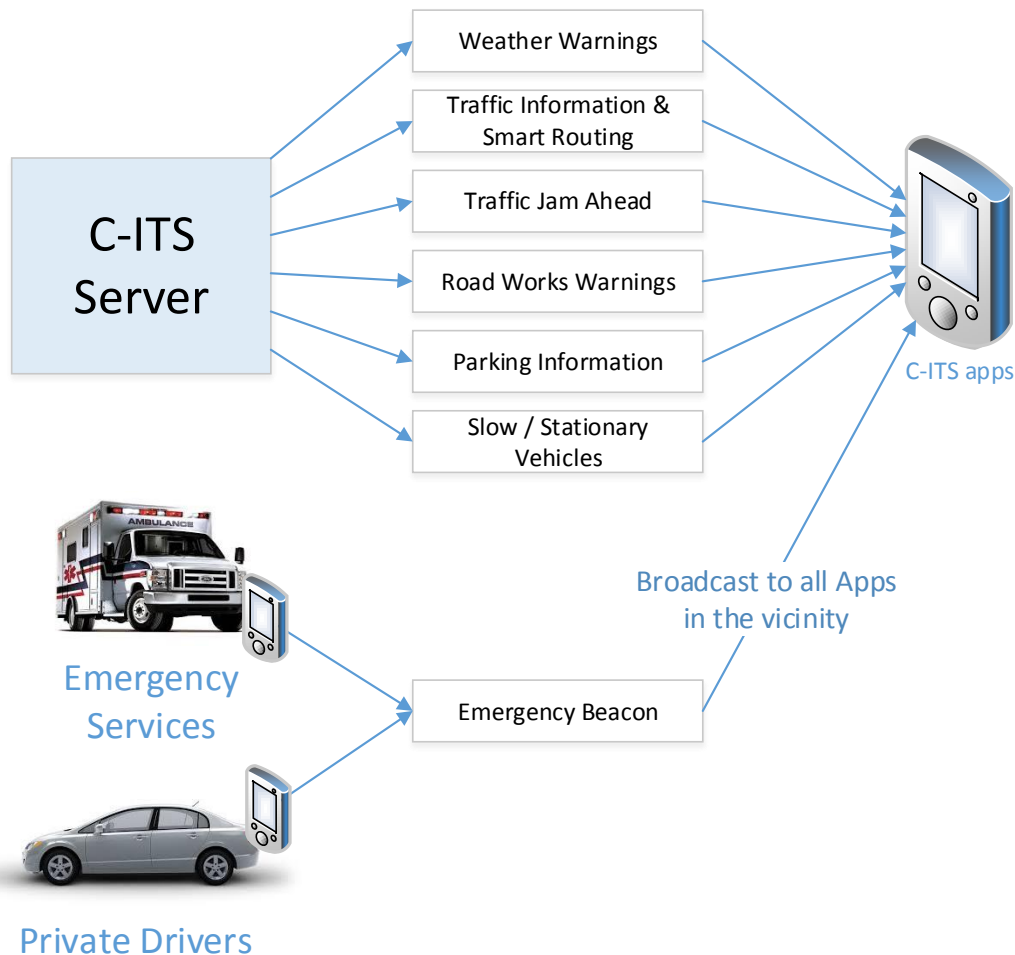 Weather Warnings
Traffic Information &
Smart Routing
C-ITS
Server
Traffic Jam Ahead
Road Works Warnings
Parking Information
C-ITS apps
Slow / Stationary
Vehicles
AMBULANCE
Broadcast to all Apps
in the vicinity
Emergency
Services
Emergency Beacon
Private Drivers